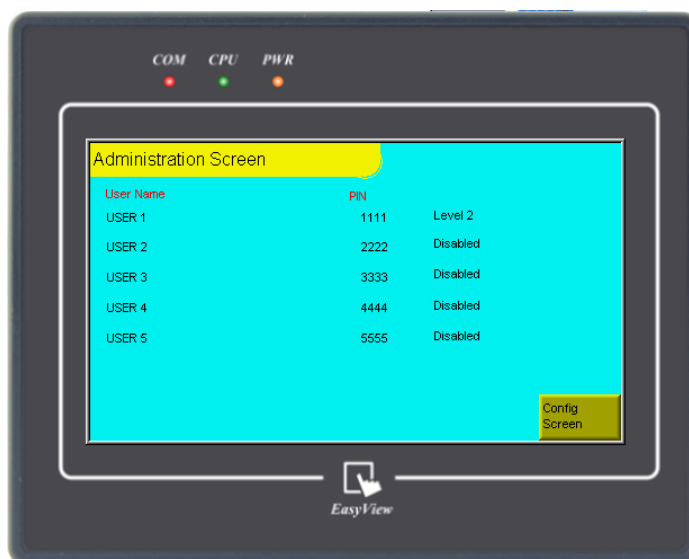 COM CPU PWR
Administration Screen
User Name PIN
USER 1 1111 Level 2
USER 2 2222 Disabled
USER 3 3333 Disabled
USER 4 4444 Disabled
USER 5 5555 Disabled
Config
Screen
EasyView